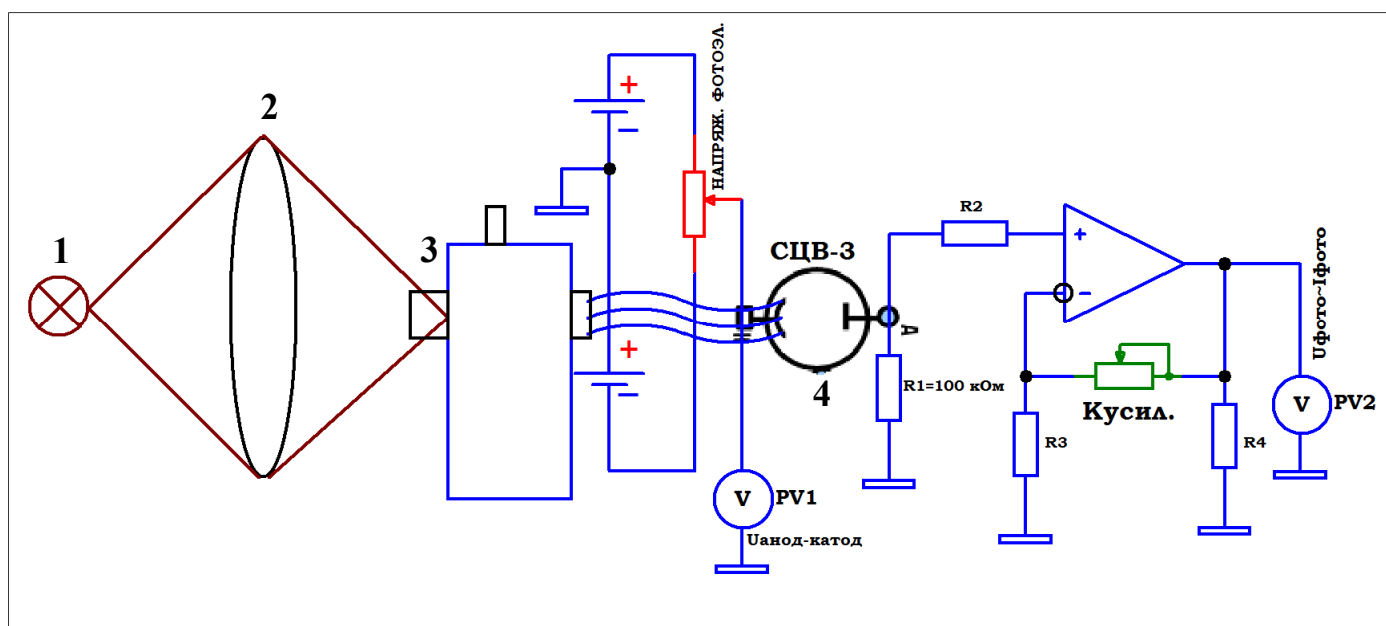 1
2
3
+
−
НАПРЯЖ. ФОТОЭЛ.
+
−
СЦВ-3
К
А
4
V
PV1
Uанод-катод
R1=100 кОм
R2
+
−
Кусил.
R3
R4
Uфото~Iфото
V
PV2